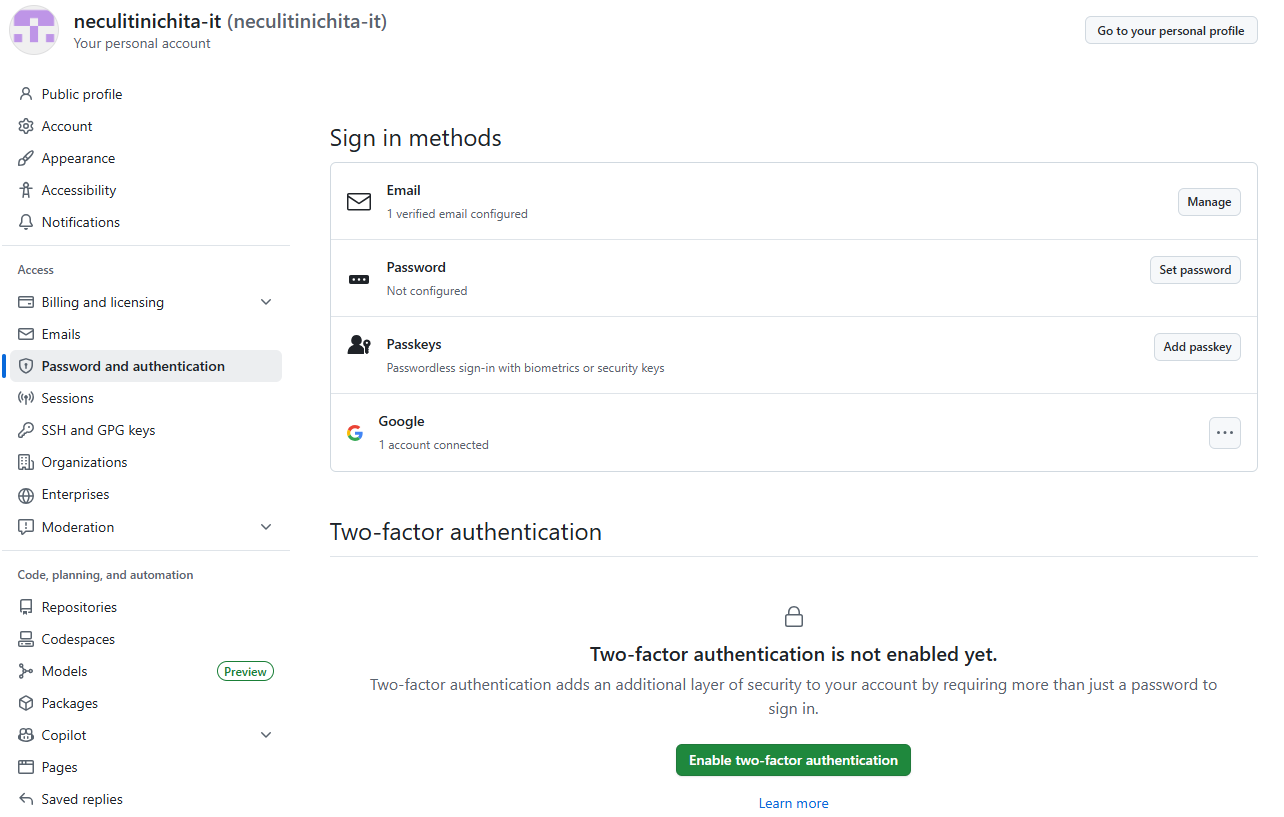 neculitinichita-it (neculitinichita-it)
Your personal account
Go to your personal profile
Public profile
Account
Appearance
Accessibility
Notifications
Access
Billing and licensing
Emails
Password and authentication
Sessions
SSH and GPG keys
Organizations
Enterprises
Moderation
Code, planning, and automation
Repositories
Codespaces
Models
Preview
Packages
Copilot
Pages
Saved replies
Sign in methods
Email
1 verified email configured
Manage
Password
Not configured
Set password
Passkeys
Passwordless sign-in with biometrics or security keys
Add passkey
Google
1 account connected
Two-factor authentication
Two-factor authentication is not enabled yet.
Two-factor authentication adds an additional layer of security to your account by requiring more than just a password to
sign in.
Enable two-factor authentication
Learn more